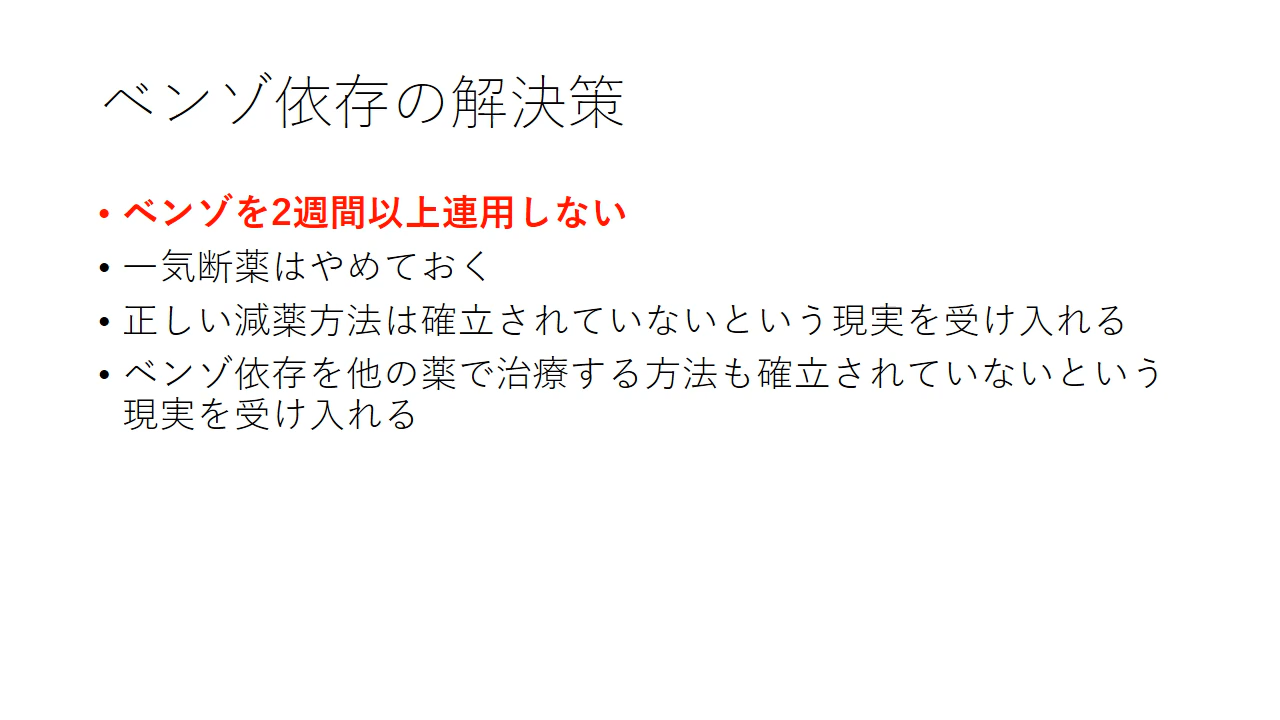 ベンゾ依存の解決策
• ベンゾを2週間以上連用しない
• 一気断薬はやめておく
• 正しい減薬方法は確立されていないという現実を受け入れる
• ベンゾ依存を他の薬で治療する方法も確立されていないという
現実を受け入れる